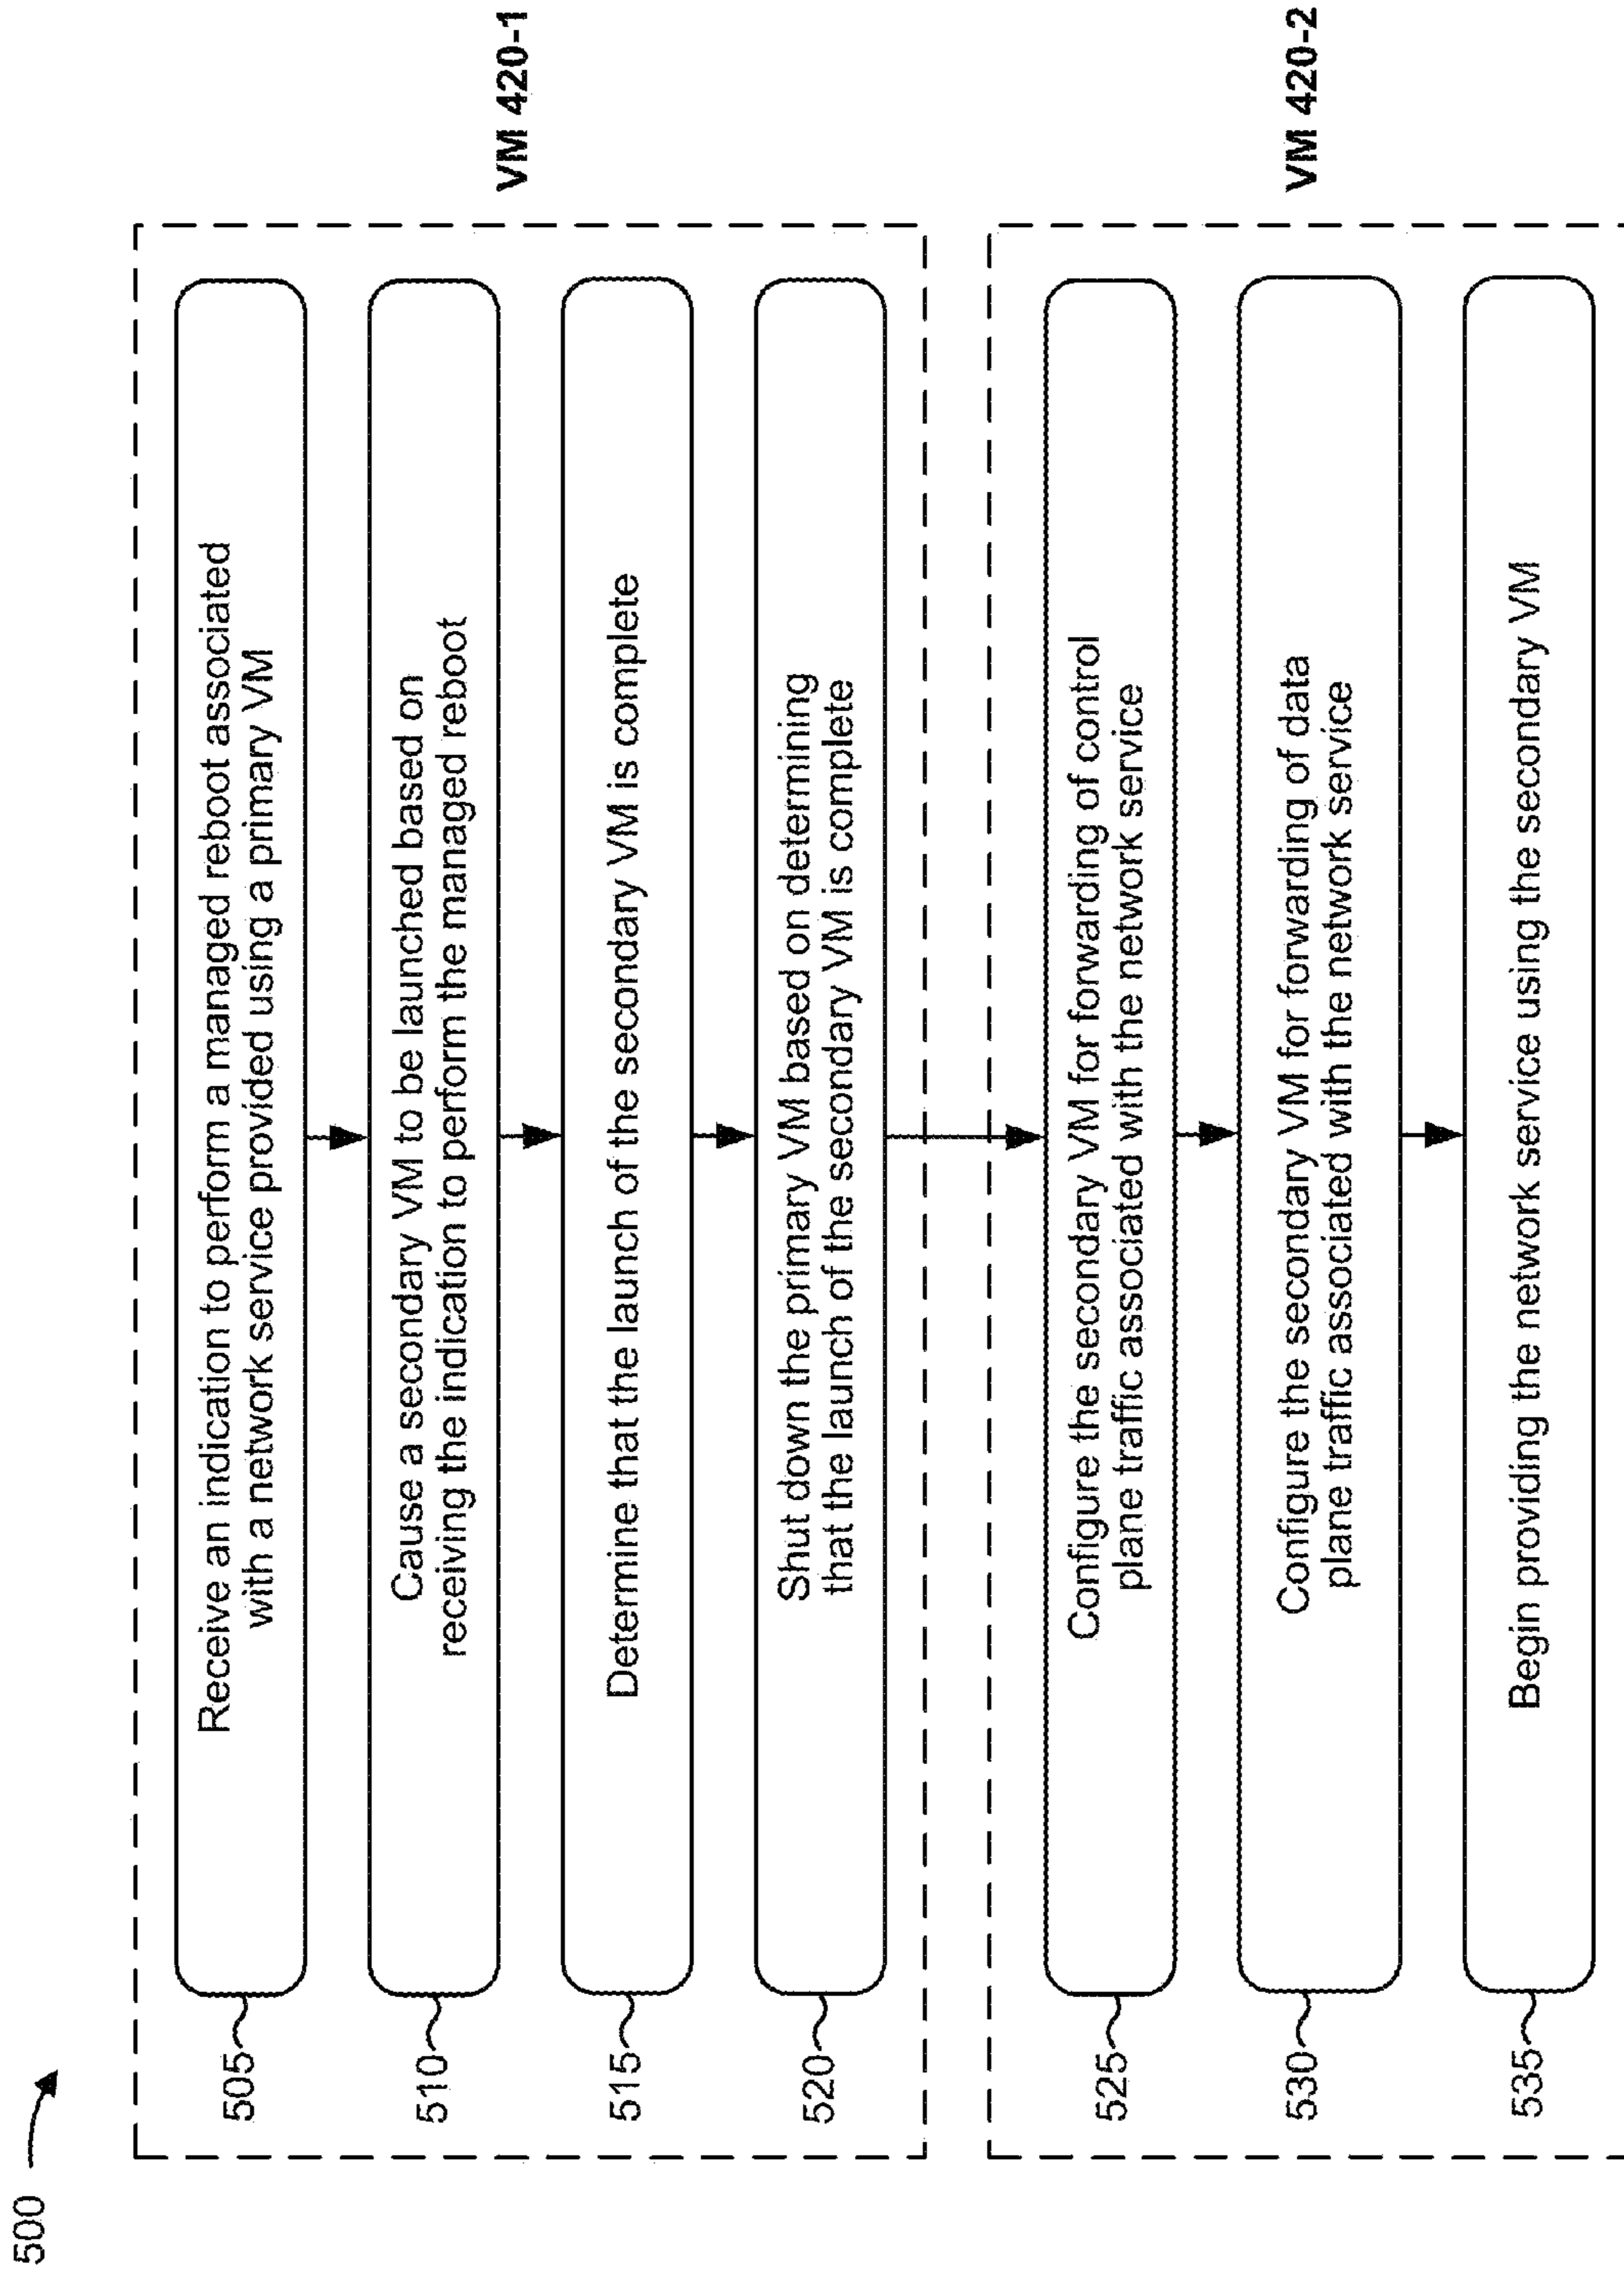 500
505
Receive an indication to perform a managed reboot associated
with a network service provided using a primary VM
510
Cause a secondary VM to be launched based on
receiving the indication to perform the managed reboot
515
Determine that the launch of the secondary VM is complete
520
Shut down the primary VM based on determining
that the launch of the secondary VM is complete
VM 420-1
525
Configure the secondary VM for forwarding of control
plane traffic associated with the network service
530
Configure the secondary VM for forwarding of data
plane traffic associated with the network service
535
Begin providing the network service using the secondary VM
VM 420-2